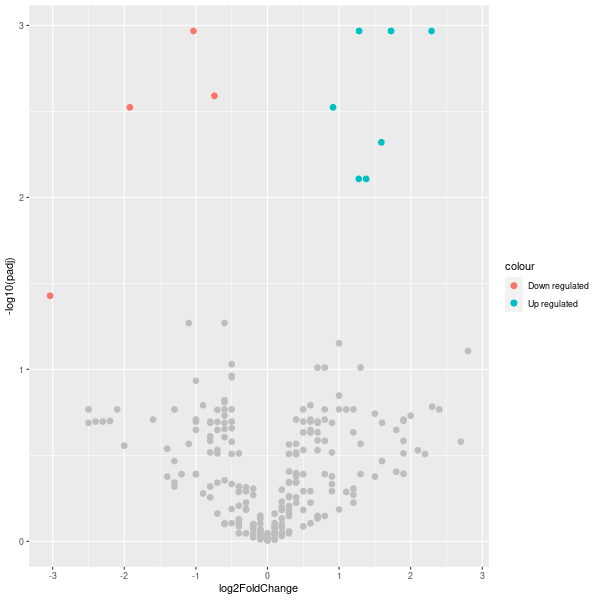 3
2
1
0
-log10(padj)
-3
-2
-1
0
1
2
3
log2FoldChange
colour
Down regulated
Up regulated